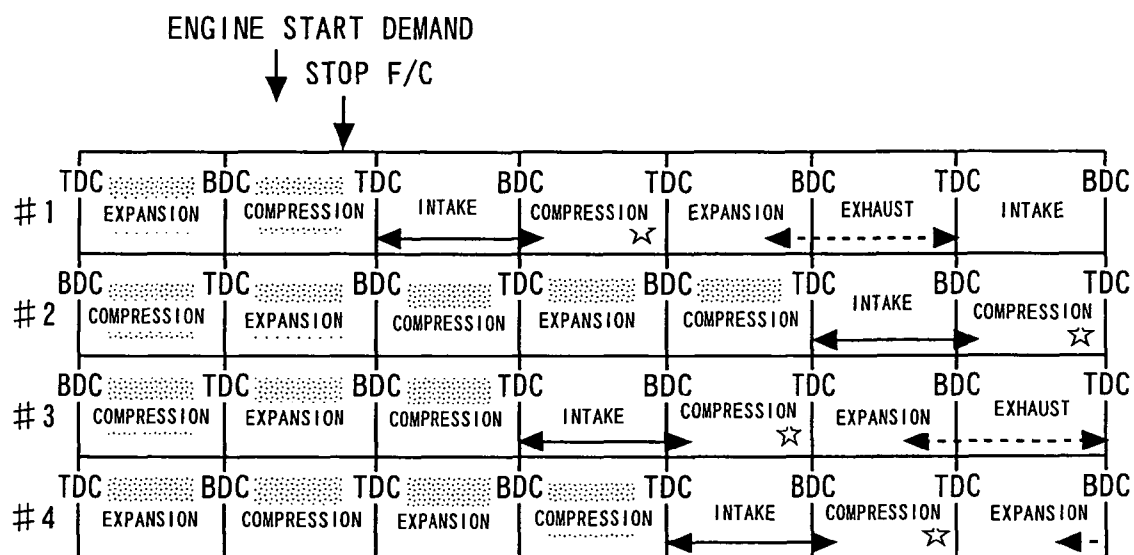 ENGINE START DEMAND
STOP F/C
TDC BDC TDC BDC TDC BDC TDC BDC
#1 EXPANSION COMPRESSION INTAKE COMPRESSION EXPANSION EXHAUST INTAKE
BDC TDC BDC TDC BDC TDC BDC TDC
#2 COMPRESSION EXPANSION COMPRESSION EXPANSION COMPRESSION INTAKE COMPRESSION
BDC TDC BDC TDC BDC TDC BDC TDC
#3 COMPRESSION EXPANSION COMPRESSION INTAKE COMPRESSION EXPANSION EXHAUST
TDC BDC TDC BDC TDC BDC TDC BDC
#4 EXPANSION COMPRESSION EXPANSION COMPRESSION INTAKE COMPRESSION EXPANSION